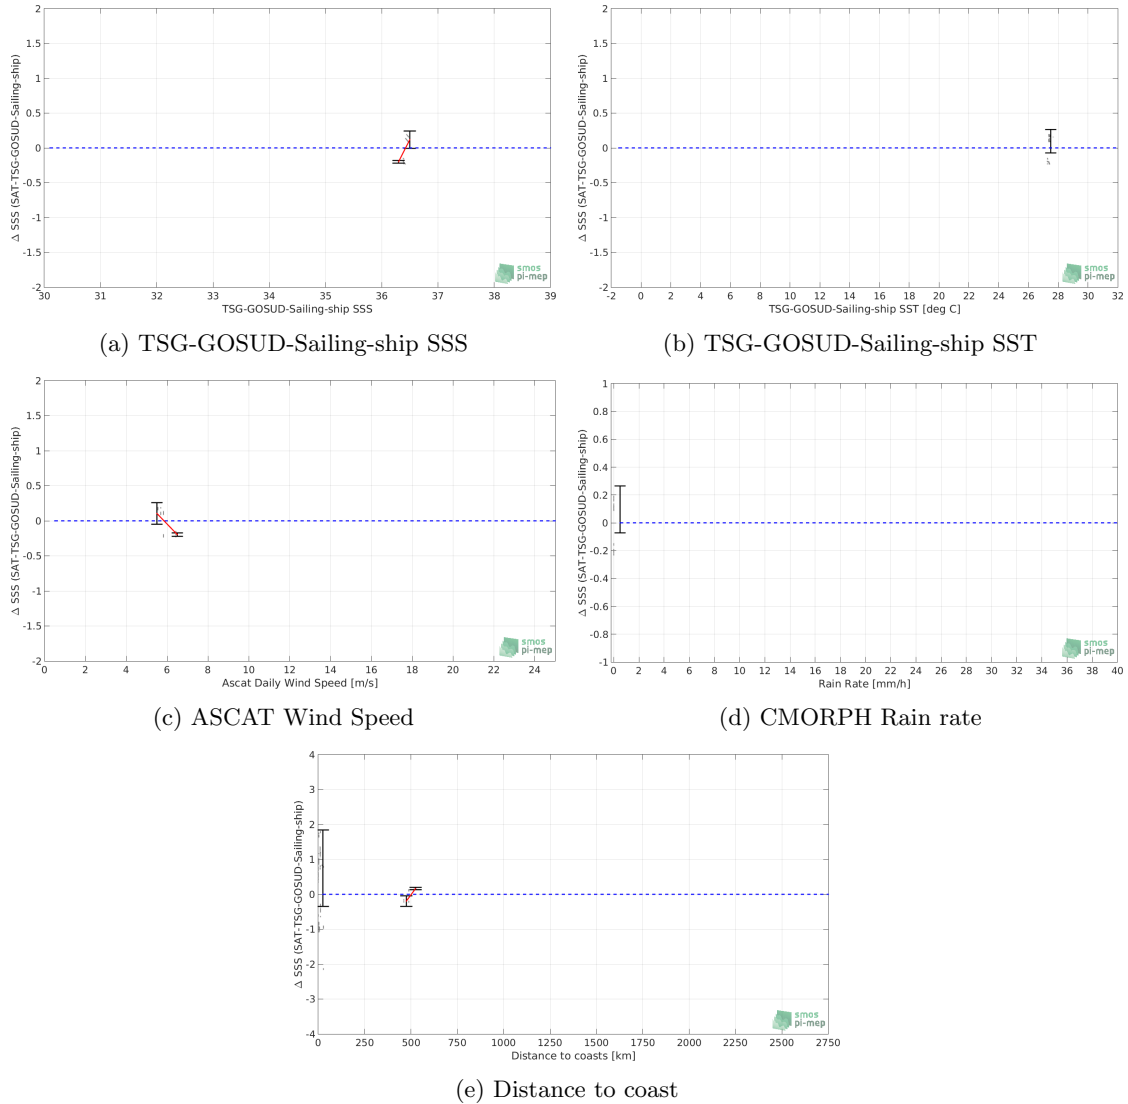 2
1.5
1
0.5
0
-0.5
-1
-1.5
-2
Δ SSS (SAT-TSG-GOSUD-Sailing-ship)
30 31 32 33 34 35 36 37 38 39
TSG-GOSUD-Sailing-ship SSS
smos
pi-mep
(a) TSG-GOSUD-Sailing-ship SSS
2
1.5
1
0.5
0
-0.5
-1
-1.5
-2
Δ SSS (SAT-TSG-GOSUD-Sailing-ship)
-2 0 2 4 6 8 10 12 14 16 18 20 22 24 26 28 30 32
TSG-GOSUD-Sailing-ship SST [deg C]
smos
pi-mep
(b) TSG-GOSUD-Sailing-ship SST
2
1.5
1
0.5
0
-0.5
-1
-1.5
-2
Δ SSS (SAT-TSG-GOSUD-Sailing-ship)
0 2 4 6 8 10 12 14 16 18 20 22 24
Ascat Daily Wind Speed [m/s]
smos
pi-mep
(c) ASCAT Wind Speed
1
0.8
0.6
0.4
0.2
0
-0.2
-0.4
-0.6
-0.8
-1
Δ SSS (SAT-TSG-GOSUD-Sailing-ship)
0 2 4 6 8 10 12 14 16 18 20 22 24 26 28 30 32 34 36 38 40
Rain Rate [mm/h]
smos
pi-mep
(d) CMORPH Rain rate
4
3
2
1
0
-1
-2
-3
-4
Δ SSS (SAT-TSG-GOSUD-Sailing-ship)
0 250 500 750 1000 1250 1500 1750 2000 2250 2500 2750
Distance to coasts [km]
smos
pi-mep
(e) Distance to coast